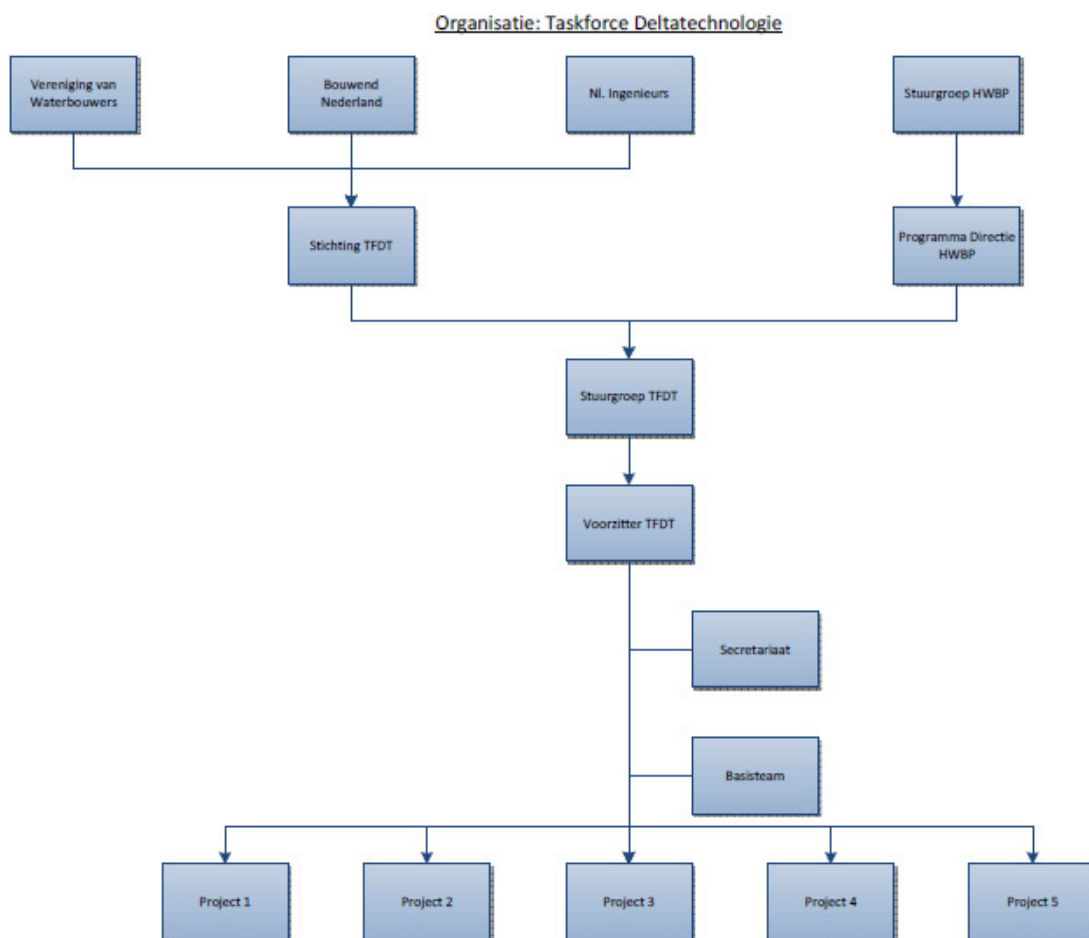 Organisatie: Taskforce Deltatechnologie
Vereniging van
Waterbouwers
Bouwend
Nederland
Nl. Ingenieurs
Stuurgroep HWBP
Stichting TFDT
Programma Directie
HWBP
Stuurgroep TFDT
Voorzitter TFDT
Secretariaat
Basisteam
Project 1
Project 2
Project 3
Project 4
Project 5